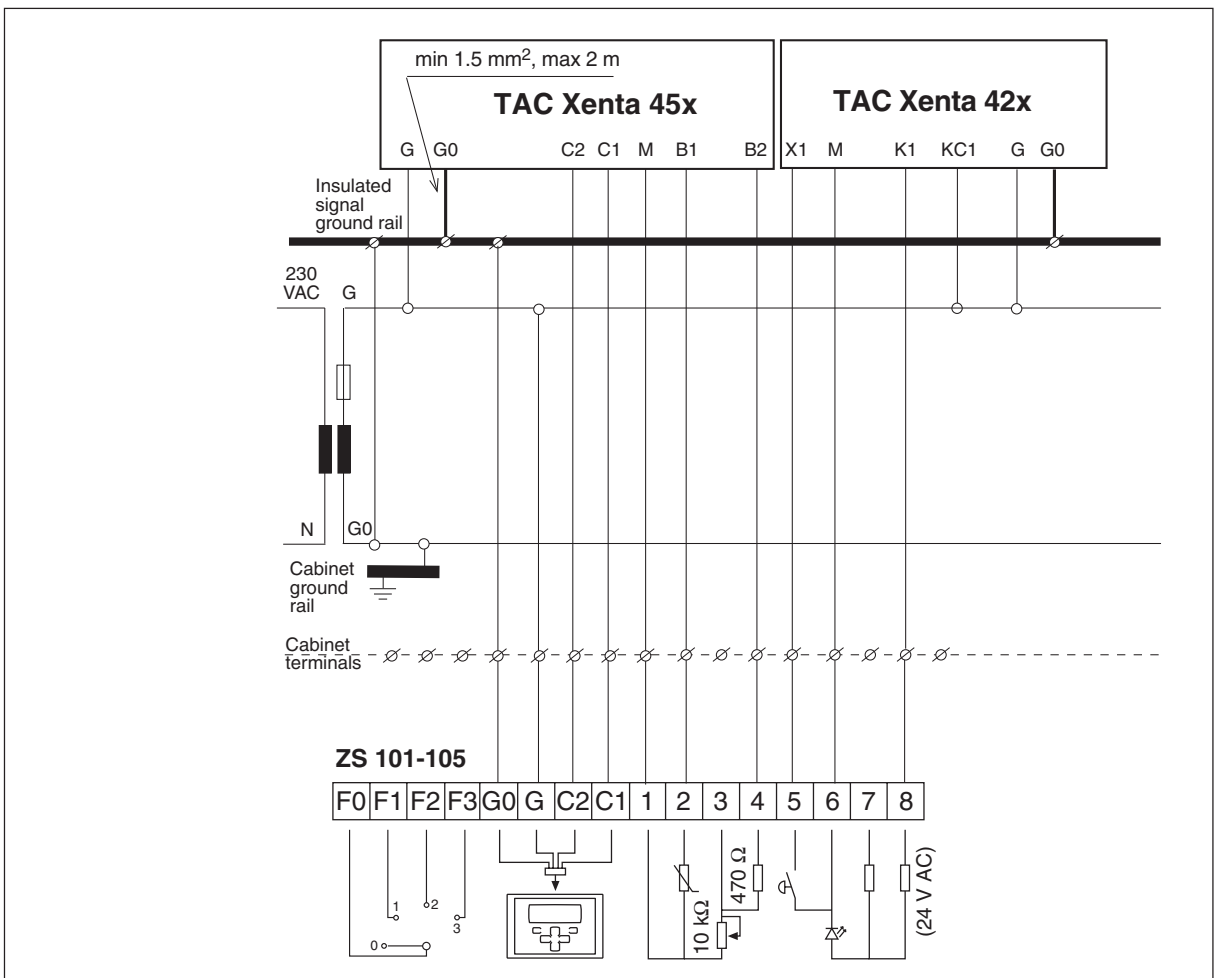 min 1.5 mm², max 2 m
TAC Xenta 45x
TAC Xenta 42x
G G0 C2 C1 M B1 B2 X1 M K1 KC1 G G0
Insulated
signal
ground rail
230
VAC G
N G0
Cabinet
ground
rail
Cabinet
terminals
ZS 101-105
F0 F1 F2 F3 G0 G C2 C1 1 2 3 4 5 6 7 8
0 1 2 3
10 kΩ
470 Ω
(24 V AC)